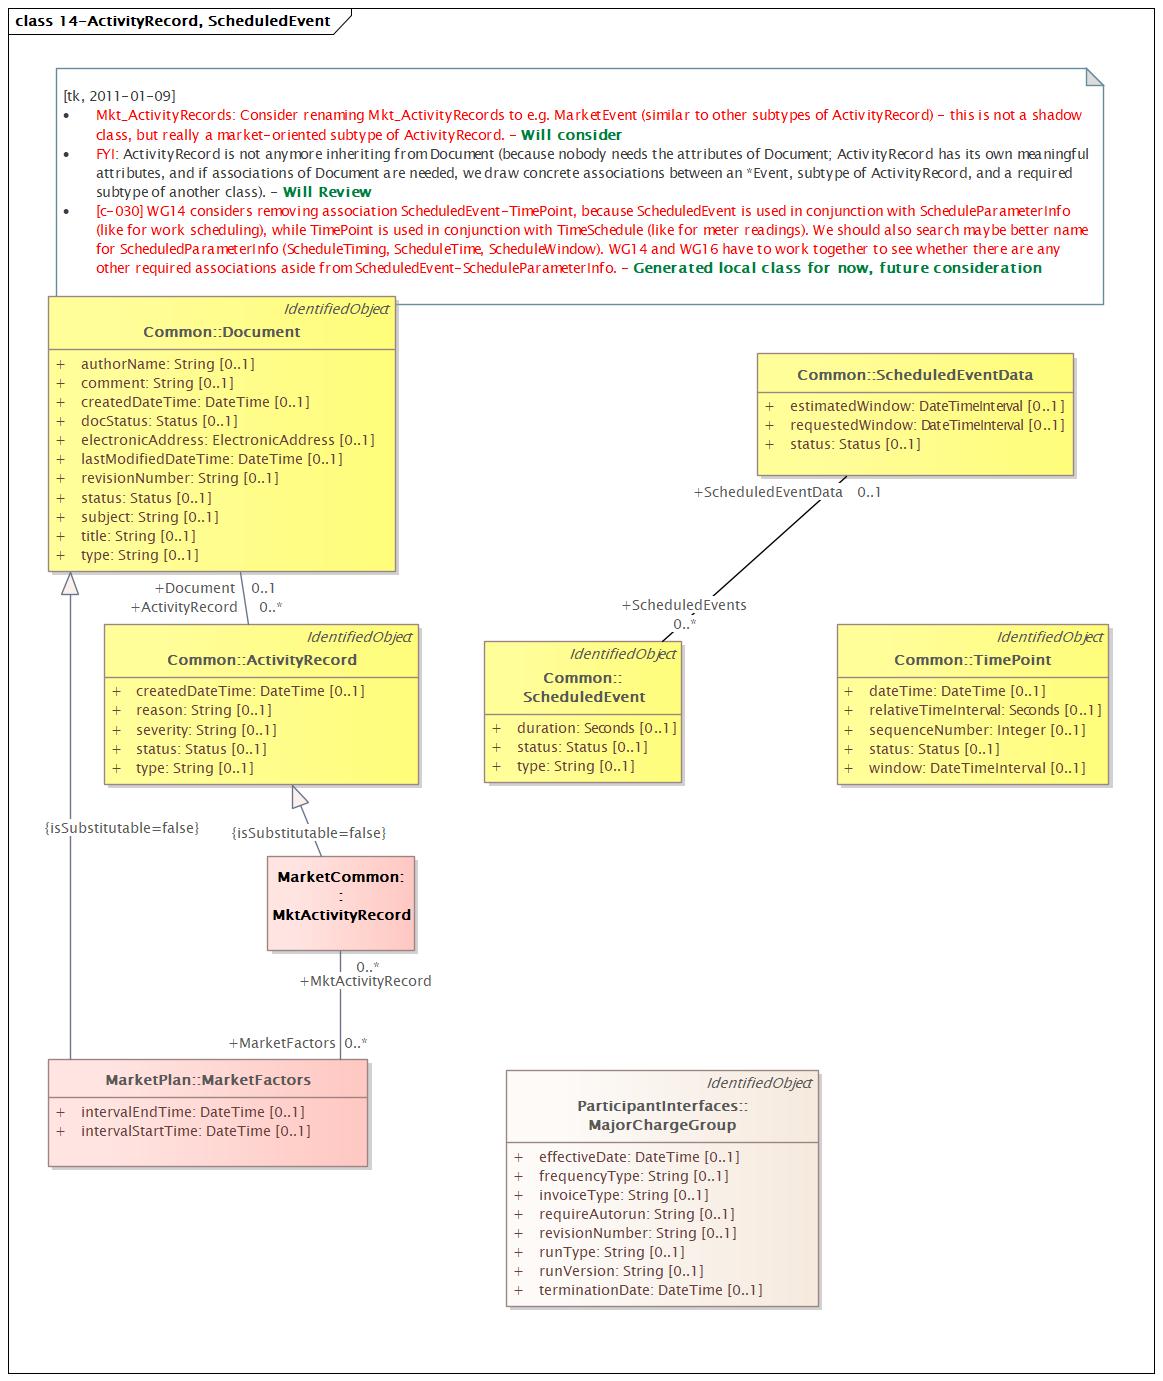 class 14-ActivityRecord, ScheduledEvent
[tk, 2011-01-09]
• Mkt_ActivityRecords: Consider renaming Mkt_ActivityRecords to e.g. MarketEvent (similar to other subtypes of ActivityRecord) - this is not a shadow
class, but really a market-oriented subtype of ActivityRecord. - Will consider
• FYI: ActivityRecord is not anymore inheriting from Document (because nobody needs the attributes of Document; ActivityRecord has its own meaningful
attributes, and if associations of Document are needed, we draw concrete associations between an *Event, subtype of ActivityRecord, and a required
subtype of another class). - Will Review
• [c-030] WG14 considers removing association ScheduledEvent-TimePoint, because ScheduledEvent is used in conjunction with ScheduleParameterInfo
(like for work scheduling), while TimePoint is used in conjunction with TimeSchedule (like for meter readings). We should also search maybe better name
for ScheduledParameterInfo (ScheduleTiming, ScheduleTime, ScheduleWindow). WG14 and WG16 have to work together to see whether there are any
other required associations aside from ScheduledEvent-ScheduleParameterInfo. - Generated local class for now, future consideration
IdentifiedObject
Common::Document
+ authorName: String [0..1]
+ comment: String [0..1]
+ createdDateTime: DateTime [0..1]
+ docStatus: Status [0..1]
+ electronicAddress: ElectronicAddress [0..1]
+ lastModifiedDateTime: DateTime [0..1]
+ revisionNumber: String [0..1]
+ status: Status [0..1]
+ subject: String [0..1]
+ title: String [0..1]
+ type: String [0..1]
Common::ScheduledEventData
+ estimatedWindow: DateTimeInterval [0..1]
+ requestedWindow: DateTimeInterval [0..1]
+ status: Status [0..1]
+ScheduledEventData 0..1
+Document 0..1
+ActivityRecord 0..*
+ScheduledEvents
0..*
IdentifiedObject
Common::ActivityRecord
+ createdDateTime: DateTime [0..1]
+ reason: String [0..1]
+ severity: String [0..1]
+ status: Status [0..1]
+ type: String [0..1]
IdentifiedObject
Common::
ScheduledEvent
+ duration: Seconds [0..1]
+ status: Status [0..1]
+ type: String [0..1]
IdentifiedObject
Common::TimePoint
+ dateTime: DateTime [0..1]
+ relativeTimeInterval: Seconds [0..1]
+ sequenceNumber: Integer [0..1]
+ status: Status [0..1]
+ window: DateTimeInterval [0..1]
{isSubstitutable=false}
{isSubstitutable=false}
MarketCommon:
:
MktActivityRecord
0..*
+MktActivityRecord
+MarketFactors 0..*
MarketPlan::MarketFactors
+ intervalEndTime: DateTime [0..1]
+ intervalStartTime: DateTime [0..1]
IdentifiedObject
ParticipantInterfaces::
MajorChargeGroup
+ effectiveDate: DateTime [0..1]
+ frequencyType: String [0..1]
+ invoiceType: String [0..1]
+ requireAutorun: String [0..1]
+ revisionNumber: String [0..1]
+ runType: String [0..1]
+ runVersion: String [0..1]
+ terminationDate: DateTime [0..1]